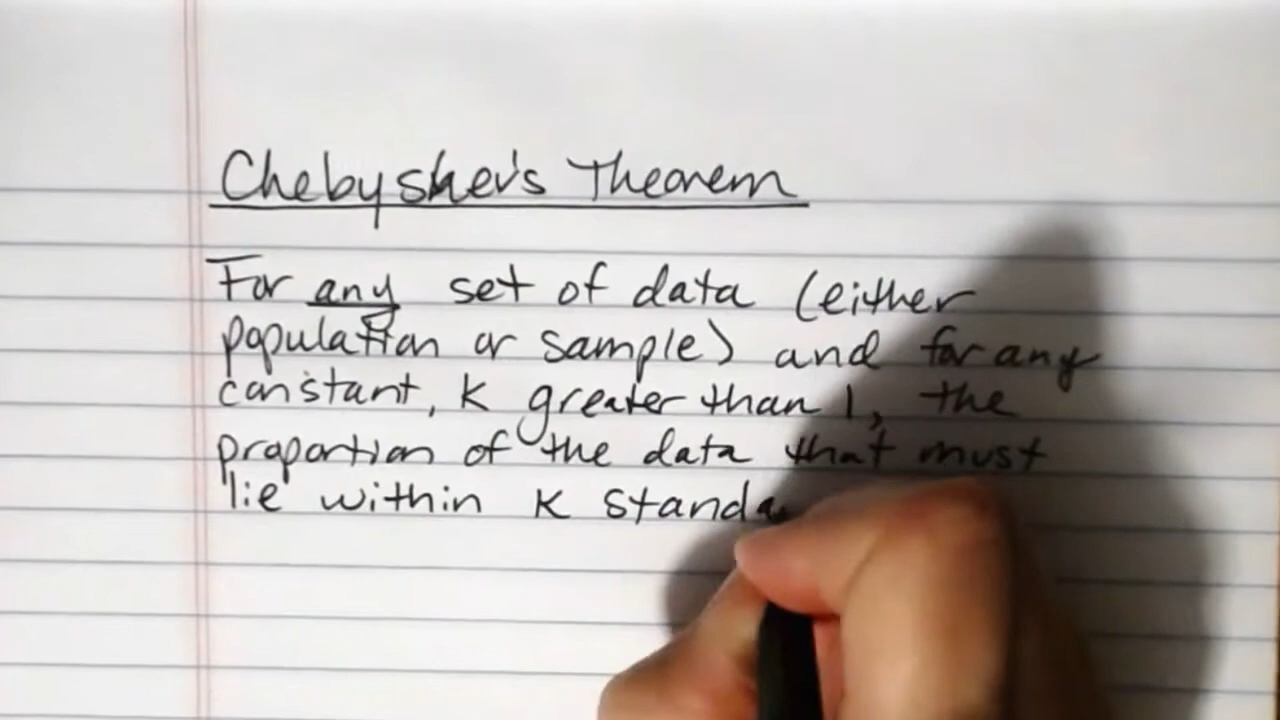 Chebyshev's Theorem
For any set of data (either
population or sample) and for any
constant, K greater than 1, the
proportion of the data that must
lie within K standa